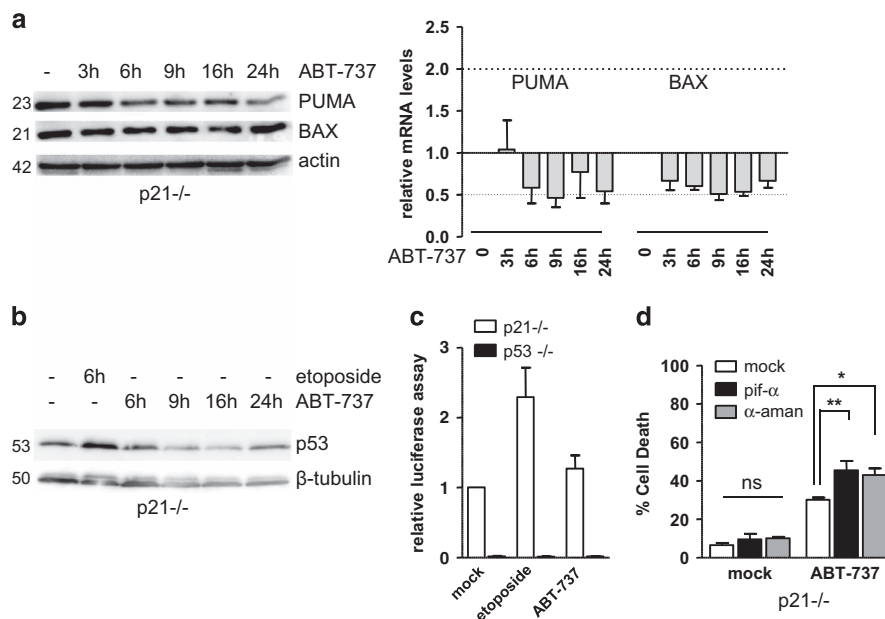 a
- 3h 6h 9h 16h 24h ABT-737
23 PUMA
21 BAX
42 actin
p21-/-
relative mRNA levels
2.5
2.0
1.5
1.0
0.5
0.0
PUMA BAX
ABT-737 0 3h 6h 9h 16h 24h 0 3h 6h 9h 16h 24h
b
- 6h - - - - etoposide
- - 6h 9h 16h 24h ABT-737
53 p53
50 β-tubulin
p21-/-
c
p21-/-
p53 -/-
relative luciferase assay
3
2
1
0
mock etoposide ABT-737
d
mock
pif-α
α-aman
% Cell Death
100
80
60
40
20
0
ns
*
**
mock ABT-737
p21-/-